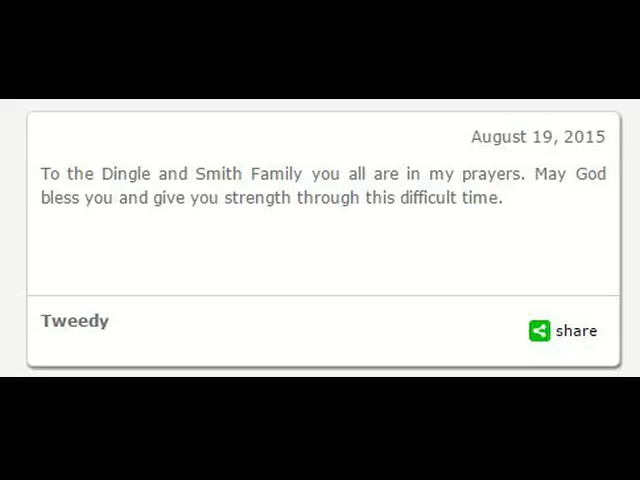 August 19, 2015
To the Dingle and Smith Family you all are in my prayers. May God
bless you and give you strength through this difficult time.
Tweedy
share